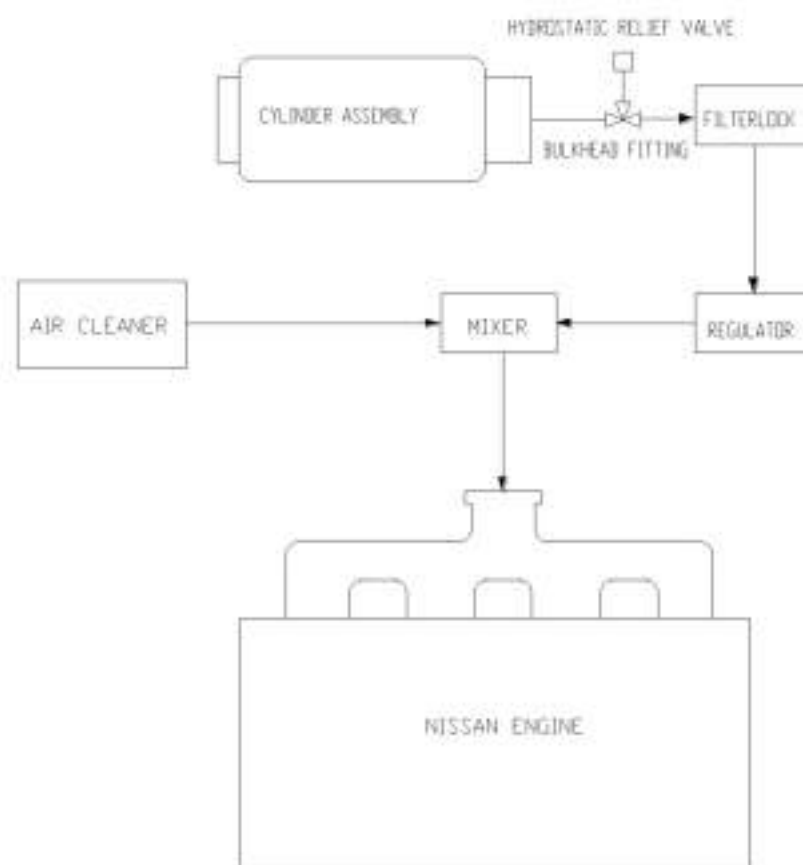 HYDROSTATIC RELIEF VALVE
CYLINDER ASSEMBLY
FILTERLOCK
BULKHEAD FITTING
AIR CLEANER
MIXER
REGULATOR
NISSAN ENGINE